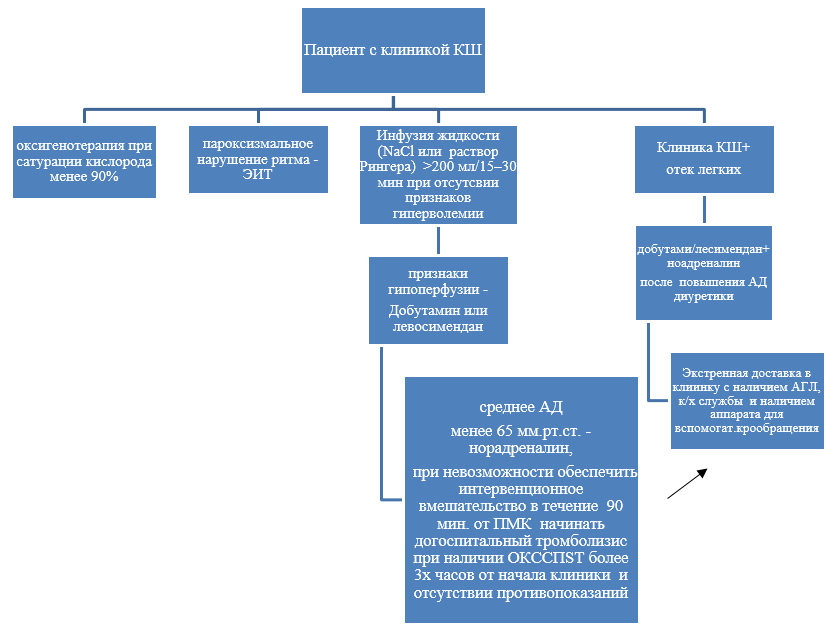 Пациент с клиникой КШ
оксигенотерапия при
сатурации кислорода
менее 90%
пароксизмальное
нарушение ритма -
ЭИТ
Инфузия жидкости
(NaCl или раствор
Рингера) >200 мл/15–30
мин при отсутсвии
признаков
гиперволемии
Клиника КШ+
отек легких
признаки
гипоперфузии -
Добутамин или
левосимендан
добутами/лесимендан+
ноадреналин
после повышения АД
диуретики
среднее АД
менее 65 мм.рт.ст. -
норадреналин,
при невозможности обеспечить
интервенционное
вмешательство в течение 90
мин. от ПМК начинать
догоспитальный тромболизис
при наличии ОКССПST более
3х часов от начала клиники и
отсутствии противопоказаний
Экстренная доставка в
клиинку с наличием АГЛ,
к/х службы и наличием
аппарата для
вспомогат.крообращения